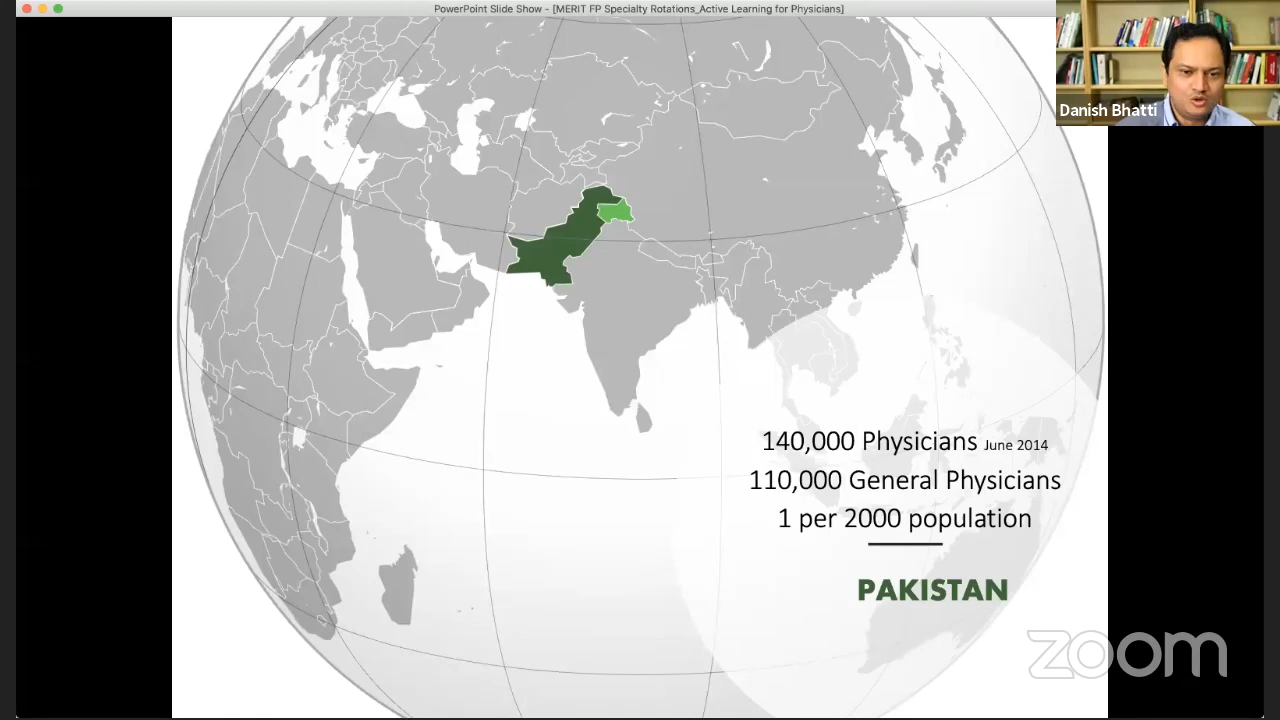 PowerPoint Slide Show - [MERIT FP Specialty Rotations_Active Learning for Physicians]
Danish Bhatti
140,000 Physicians June 2014
110,000 General Physicians
1 per 2000 population
PAKISTAN
zoom